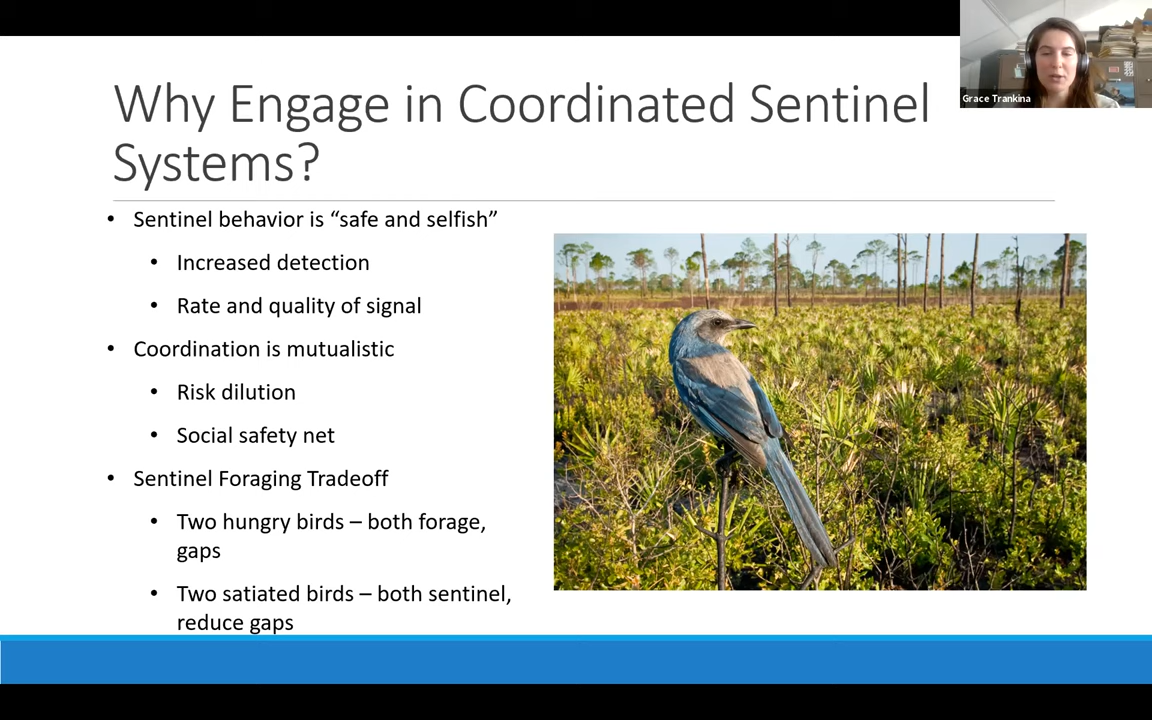 Why Engage in Coordinated Sentinel
Systems?
Grace Trankina
• Sentinel behavior is “safe and selfish”
• Increased detection
• Rate and quality of signal
• Coordination is mutualistic
• Risk dilution
• Social safety net
• Sentinel Foraging Tradeoff
• Two hungry birds – both forage,
gaps
• Two satiated birds – both sentinel,
reduce gaps